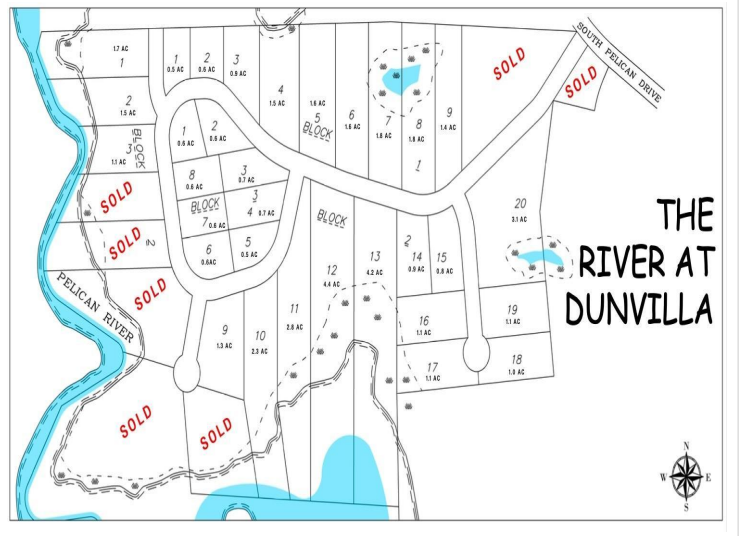 SOUTH PELICAN DRIVE
SOLD
SOLD
1.7 AC
1
1
0.5 AC
2
0.6 AC
3
0.9 AC
4
1.5 AC
1.6 AC
5
BLOCK
6
1.6 AC
7
1.8 AC
8
1.6 AC
9
1.4 AC
1
2
1.5 AC
3
1.1 AC
BLOCK
2
1
0.6 AC
2
0.6 AC
8
0.6 AC
3
0.7 AC
BLOCK
3
7 0.6 AC
4 0.7 AC
6
0.6AC
5
0.5 AC
SOLD
SOLD
SOLD
PELICAN RIVER
BLOCK
2
20
3.1 AC
THE
RIVER AT
DUNVILLA
12
4.4 AC
13
4.2 AC
14
0.9 AC
15
0.8 AC
9
1.3 AC
10
2.3 AC
11
2.8 AC
16
1.1 AC
19
1.1 AC
17
1.1 AC
18
1.0 AC
SOLD
SOLD
N
W E
S